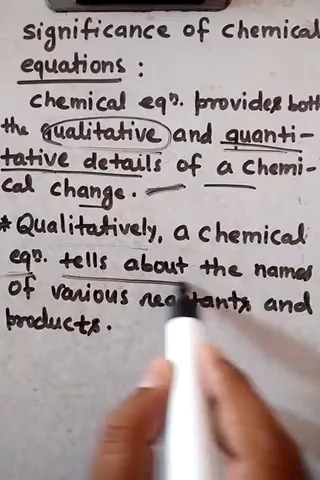 significance of chemical
equations :
chemical eqn. provides both
the qualitative and quanti-
tative details of a chemi-
cal change.
* Qualitatively, a chemical
eqn. tells about the names
of various reactants and
products.